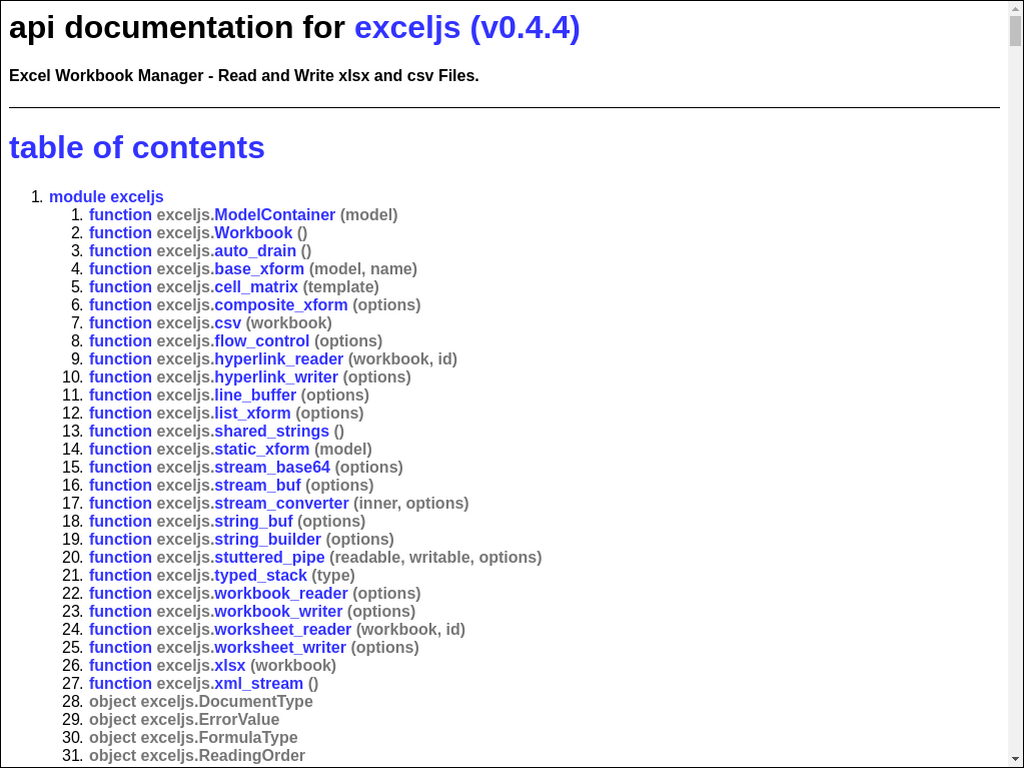 api documentation for exceljs (v0.4.4)
Excel Workbook Manager - Read and Write xlsx and csv Files.
table of contents
1. module exceljs
1. function exceljs.ModelContainer (model)
2. function exceljs.Workbook ()
3. function exceljs.auto_drain ()
4. function exceljs.base_xform (model, name)
5. function exceljs.cell_matrix (template)
6. function exceljs.composite_xform (options)
7. function exceljs.csv (workbook)
8. function exceljs.flow_control (options)
9. function exceljs.hyperlink_reader (workbook, id)
10. function exceljs.hyperlink_writer (options)
11. function exceljs.line_buffer (options)
12. function exceljs.list_xform (options)
13. function exceljs.shared_strings ()
14. function exceljs.static_xform (model)
15. function exceljs.stream_base64 (options)
16. function exceljs.stream_buf (options)
17. function exceljs.stream_converter (inner, options)
18. function exceljs.string_buf (options)
19. function exceljs.string_builder (options)
20. function exceljs.stuttered_pipe (readable, writable, options)
21. function exceljs.typed_stack (type)
22. function exceljs.workbook_reader (options)
23. function exceljs.workbook_writer (options)
24. function exceljs.worksheet_reader (workbook, id)
25. function exceljs.worksheet_writer (options)
26. function exceljs.xlsx (workbook)
27. function exceljs.xml_stream ()
28. object exceljs.DocumentType
29. object exceljs.ErrorValue
30. object exceljs.FormulaType
31. object exceljs.ReadingOrder